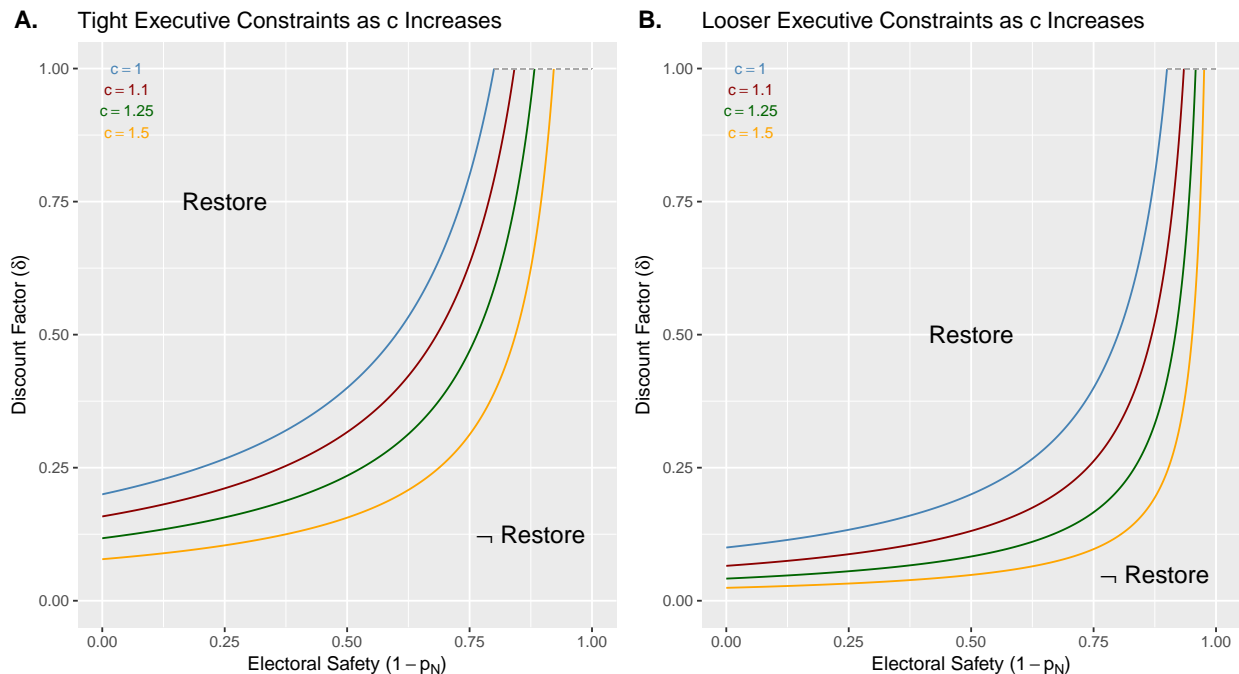 A. Tight Executive Constraints as c Increases
c = 1
c = 1.1
c = 1.25
c = 1.5
Restore
¬ Restore
1.00
0.75
0.50
0.25
0.00
0.00 0.25 0.50 0.75 1.00
Discount Factor (δ)
Electoral Safety (1 − pN)
B. Looser Executive Constraints as c Increases
c = 1
c = 1.1
c = 1.25
c = 1.5
Restore
¬ Restore
1.00
0.75
0.50
0.25
0.00
0.00 0.25 0.50 0.75 1.00
Discount Factor (δ)
Electoral Safety (1 − pN)